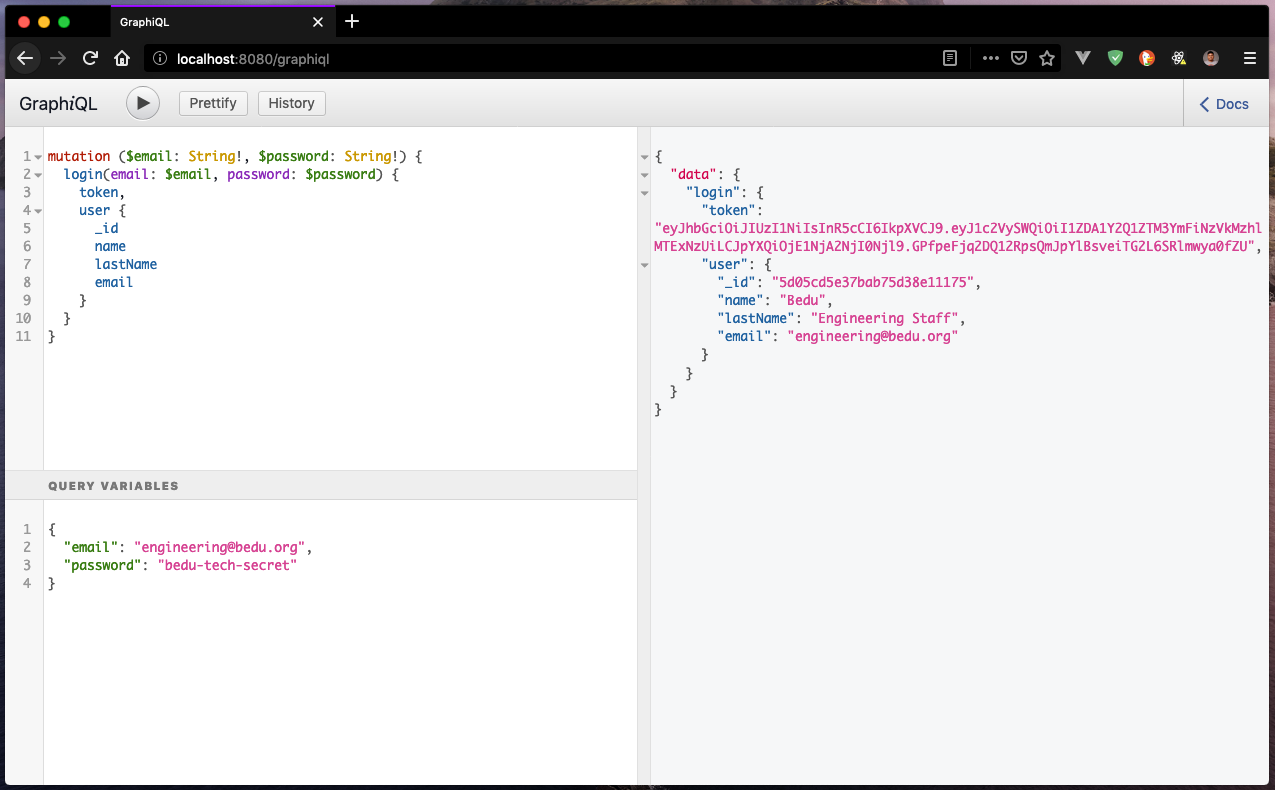 GraphiQL
localhost:8080/graphiql
GraphiQL
Prettify
History
Docs
1 mutation ($email: String!, $password: String!) {
2 login(email: $email, password: $password) {
3 token,
4 user {
5 _id
6 name
7 lastName
8 email
9 }
10 }
11 }
QUERY VARIABLES
1 {
2 "email": "engineering@bedu.org",
3 "password": "bedu-tech-secret"
4 }
{
"data": {
"login": {
"token":
"eyJhbGciOiJIUzI1NiIsInR5cCI6IkpXVCJ9.eyJ1c2VySWQiOiI1ZDA1Y2Q1ZTM3YmFiNzVkMzhl
MTExNzUiLCJpYXQiOjE1NjA2NjI0Njl9.GPfpeFjq2DQ12RpsQmJpYlBsveiTG2L6SRlmwya0fZU",
"user": {
"_id": "5d05cd5e37bab75d38e11175",
"name": "Bedu",
"lastName": "Engineering Staff",
"email": "engineering@bedu.org"
}
}
}
}